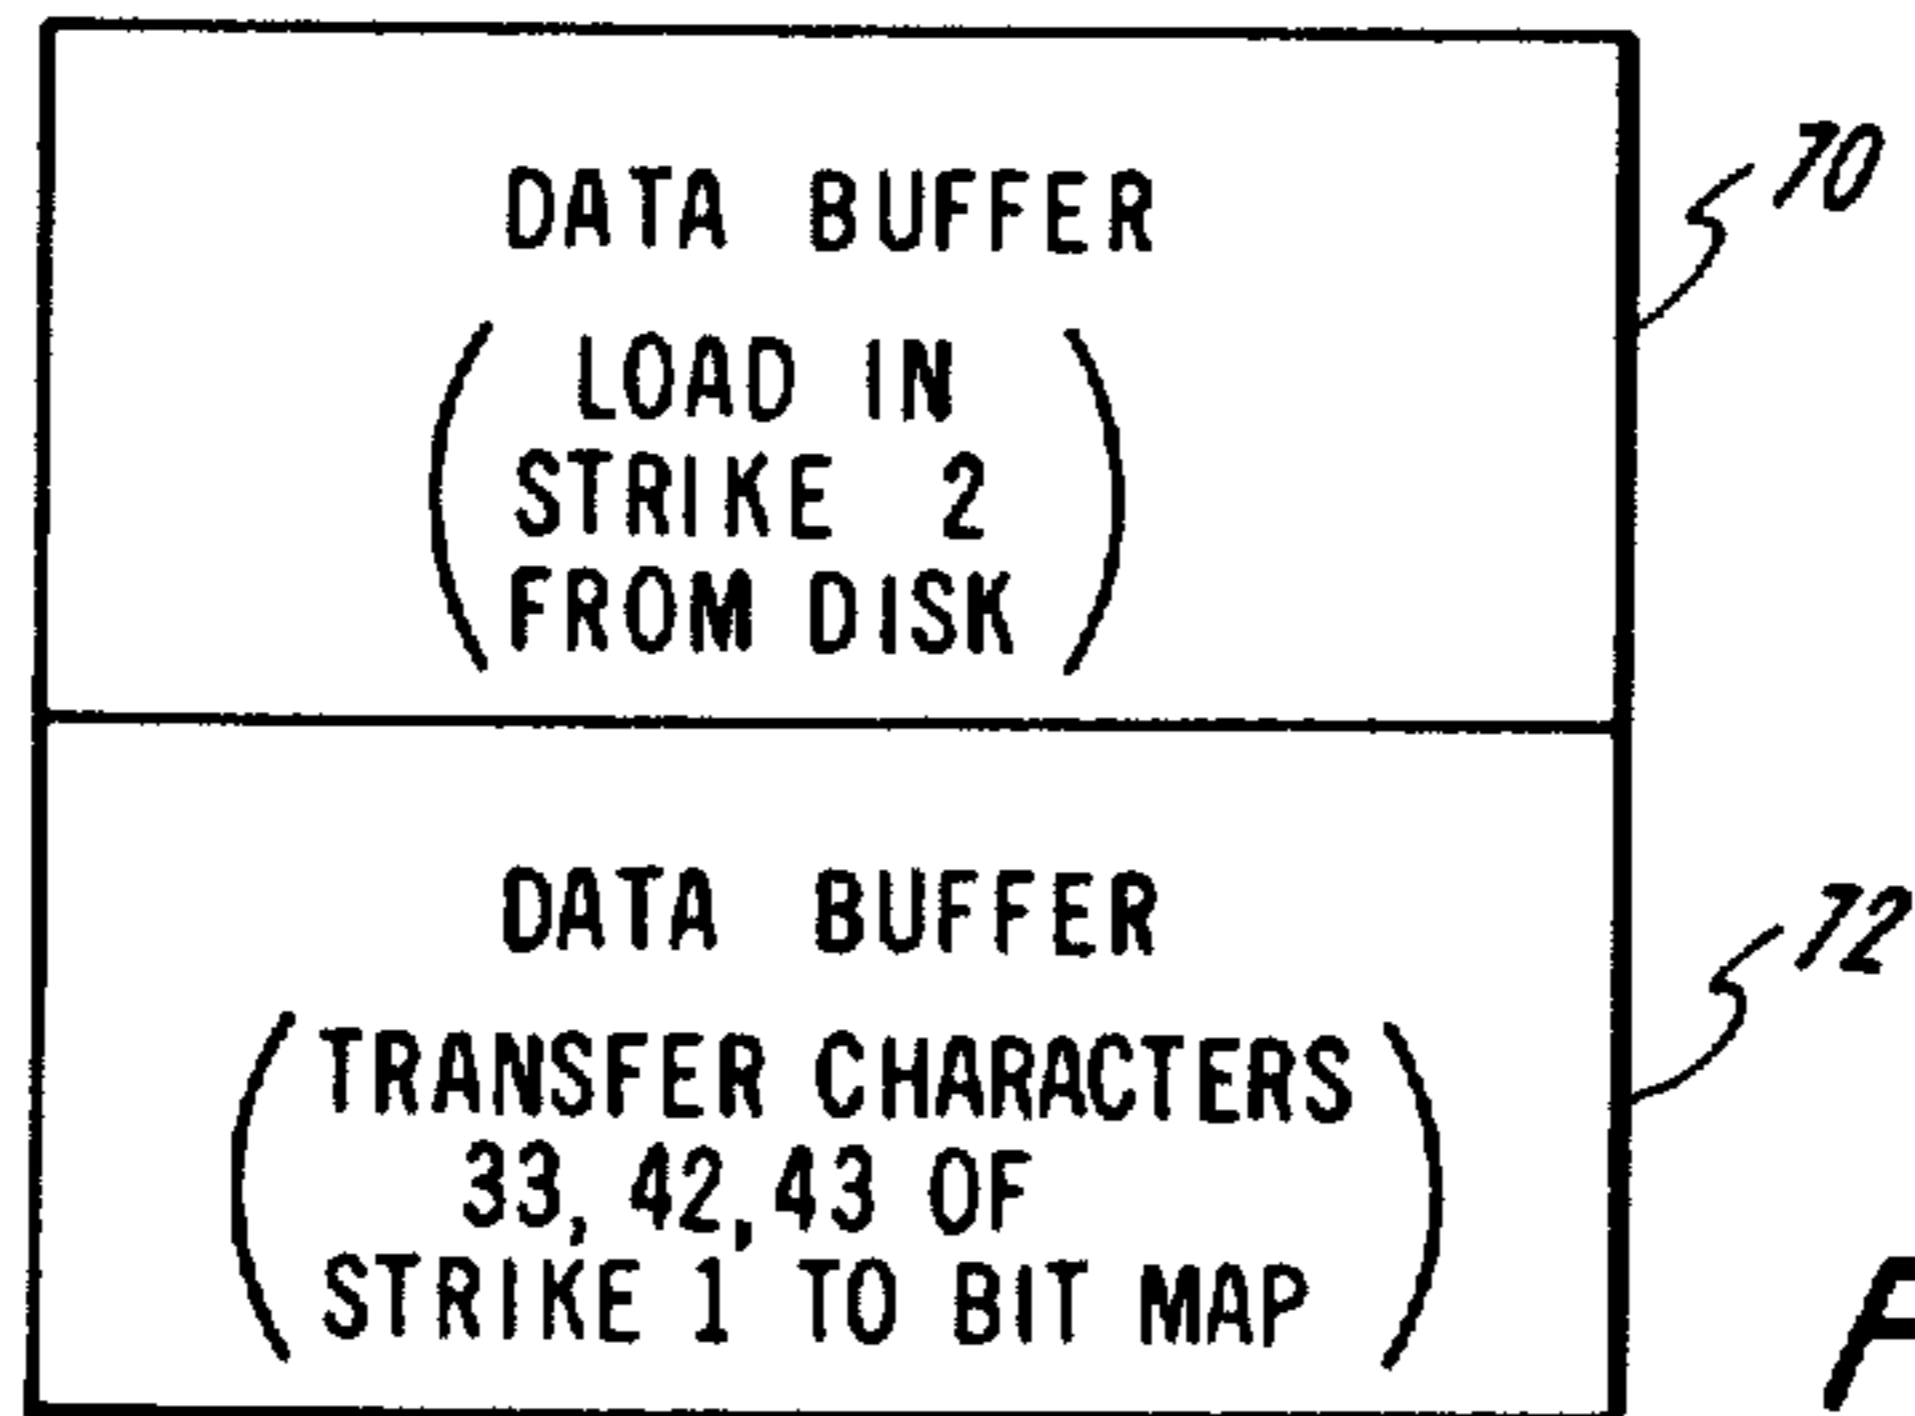 DATA BUFFER
70
( LOAD IN
STRIKE 2
FROM DISK )
DATA BUFFER
72
( TRANSFER CHARACTERS
33, 42, 43 OF
STRIKE 1 TO BIT MAP )